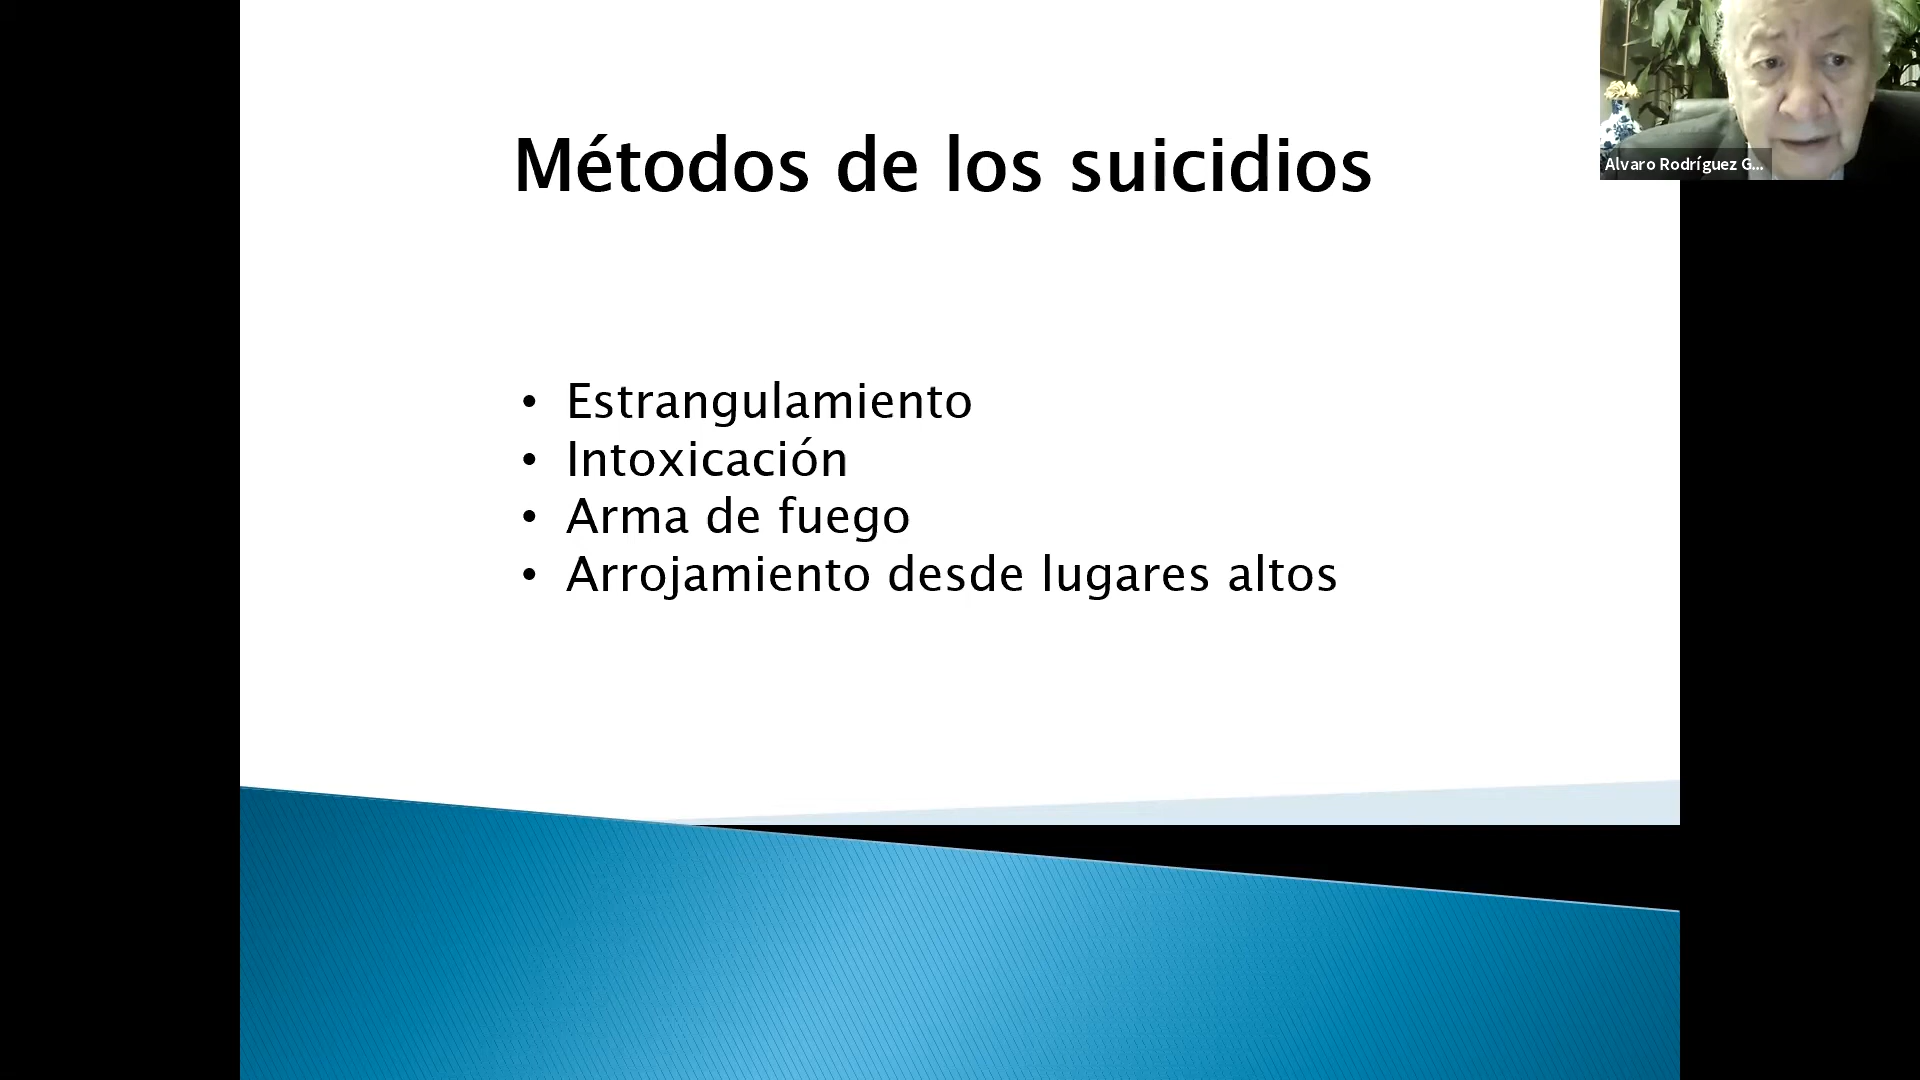 Métodos de los suicidios
Alvaro Rodríguez G...
• Estrangulamiento
• Intoxicación
• Arma de fuego
• Arrojamiento desde lugares altos